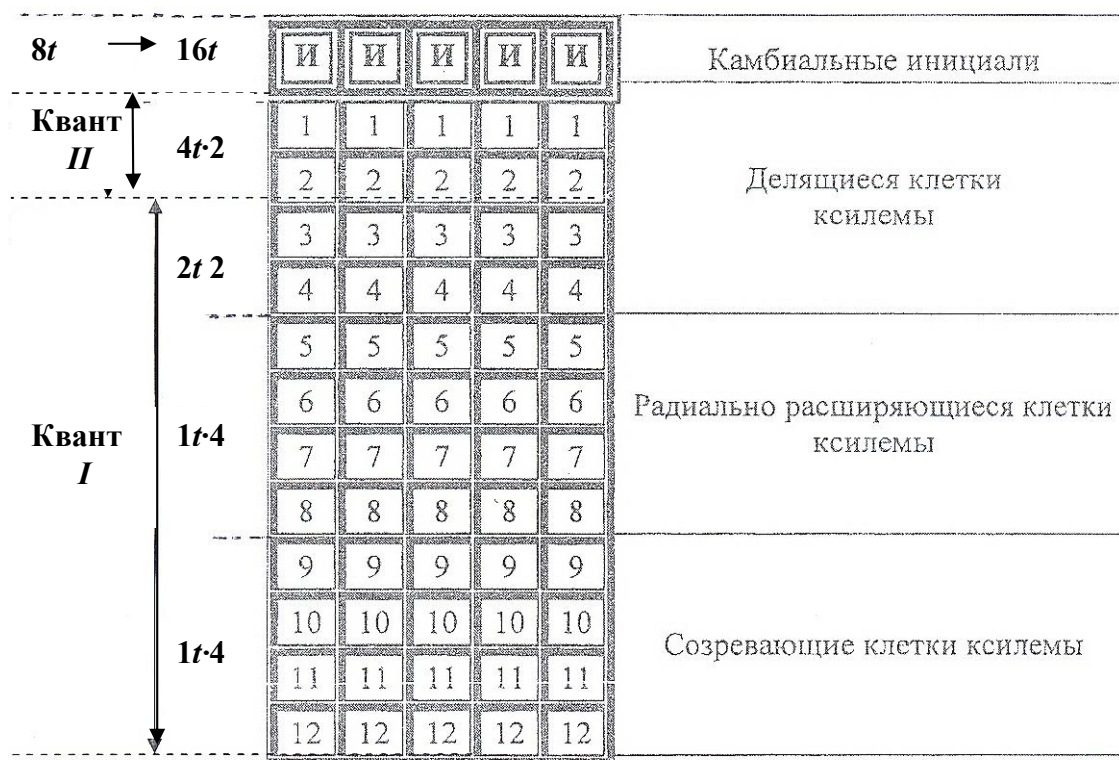 8t → 16t
И И И И И
Камбиальные инициали
Квант
II
4t·2
1 1 1 1 1
2 2 2 2 2
Делящиеся клетки
ксилемы
2t 2
3 3 3 3 3
4 4 4 4 4
Квант
I
1t·4
5 5 5 5 5
6 6 6 6 6
7 7 7 7 7
8 8 8 8 8
Радиально расширяющиеся клетки
ксилемы
1t·4
9 9 9 9 9
10 10 10 10 10
11 11 11 11 11
12 12 12 12 12
Созревающие клетки ксилемы